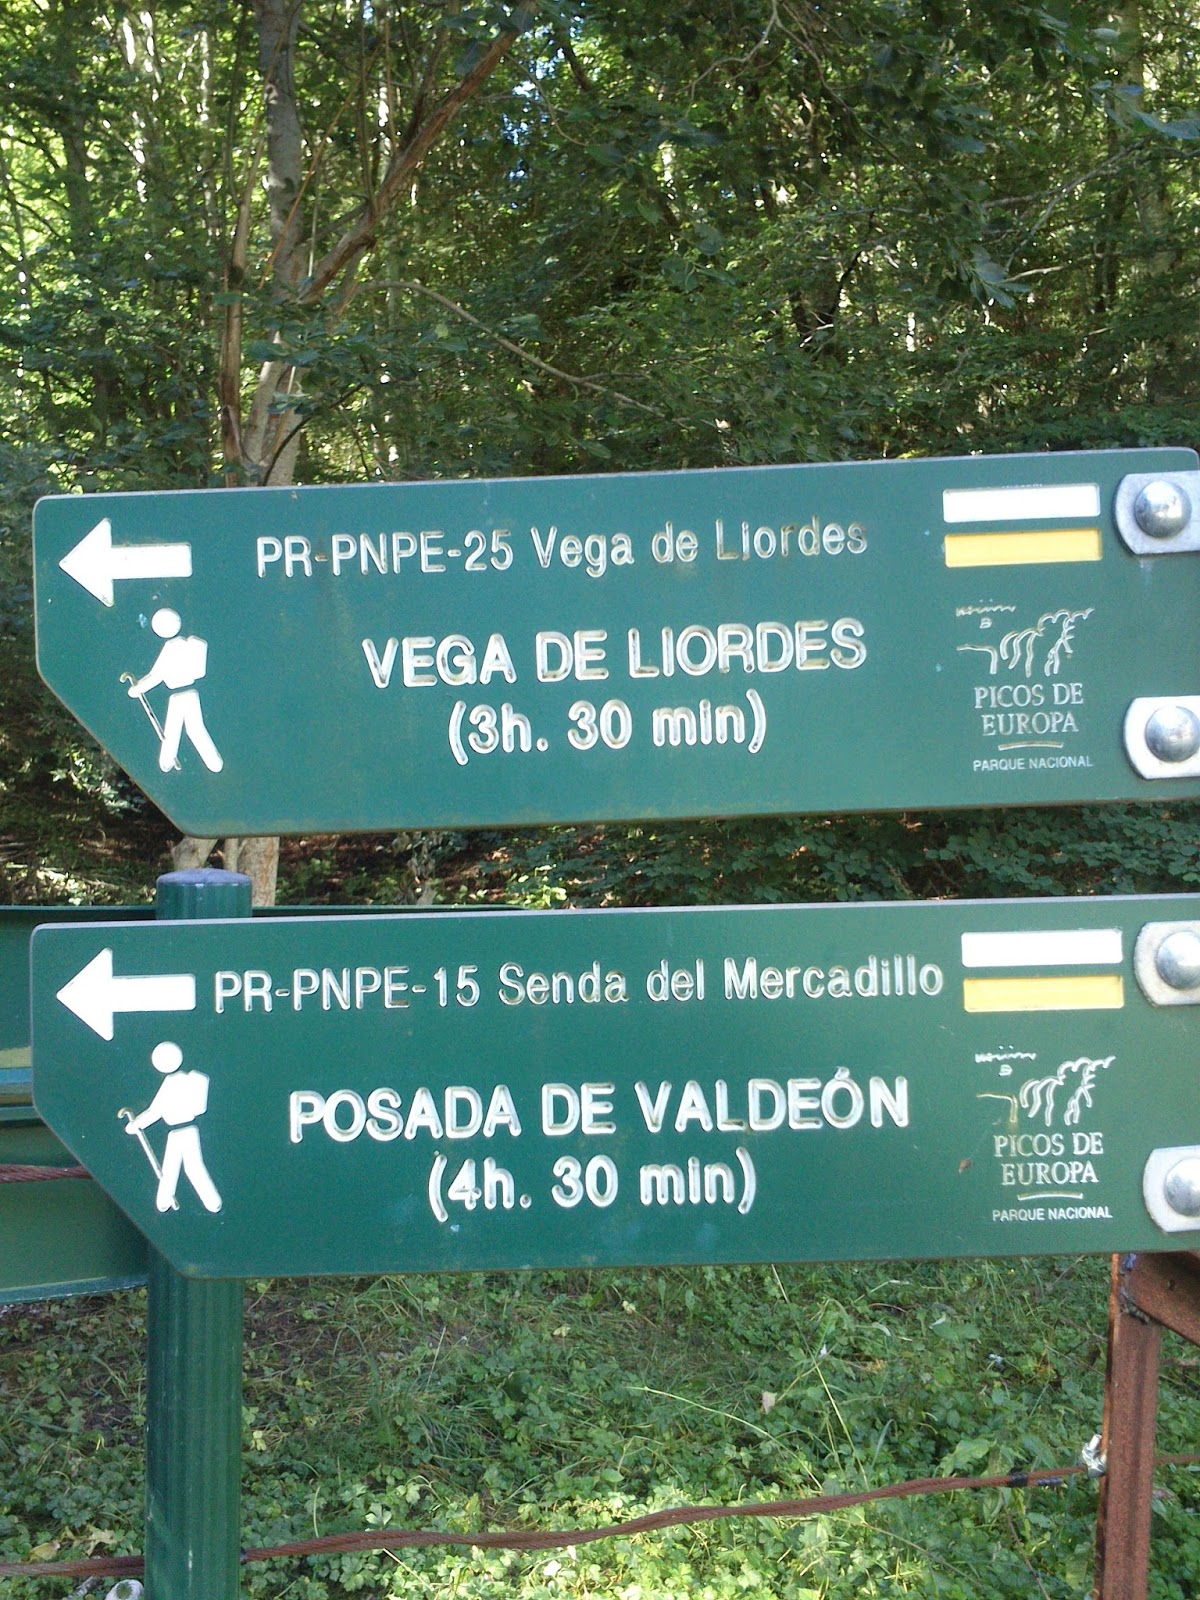 PR-PNPE-25 Vega de Liordes
VEGA DE LIORDES
(3h. 30 min)
PICOS DE
EUROPA
PARQUE NACIONAL
PR-PNPE-15 Senda del Mercadillo
POSADA DE VALDEÓN
(4h. 30 min)
PICOS DE
EUROPA
PARQUE NACIONAL